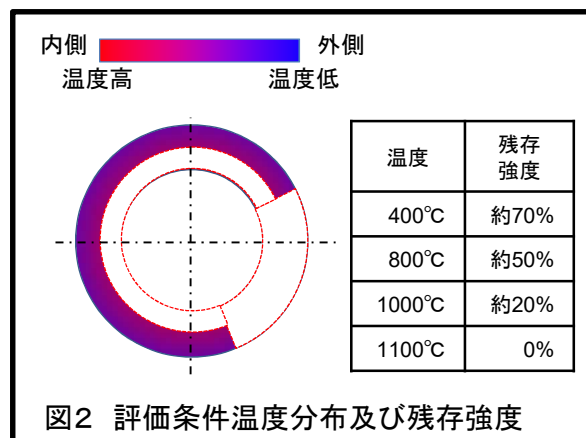 内側 外側
温度高 温度低
温度 残存
強度
400℃ 約70%
800℃ 約50%
1000℃ 約20%
1100℃ 0%
図2 評価条件温度分布及び残存強度